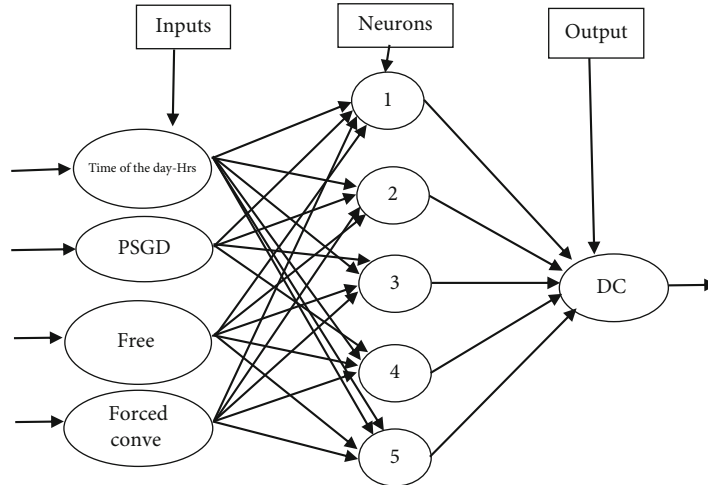 Inputs
Neurons
Output
Time of the day-Hrs
PSGD
Free
Forced
conve
1
2
3
4
5
DC